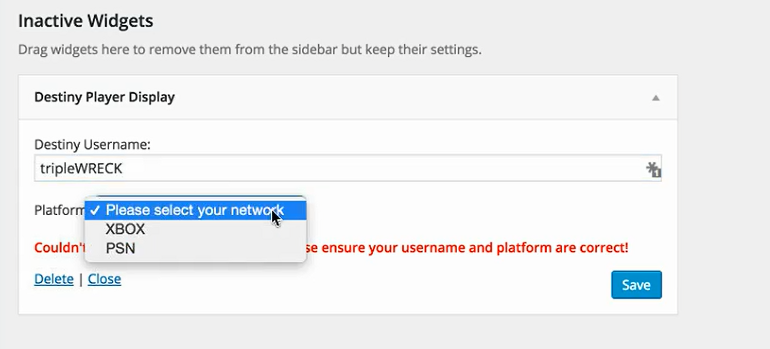 Inactive Widgets
Drag widgets here to remove them from the sidebar but keep their settings.
Destiny Player Display
Destiny Username:
tripleWRECK
Platform
✓ Please select your network
XBOX
PSN
se ensure your username and platform are correct!
Delete | Close
Save